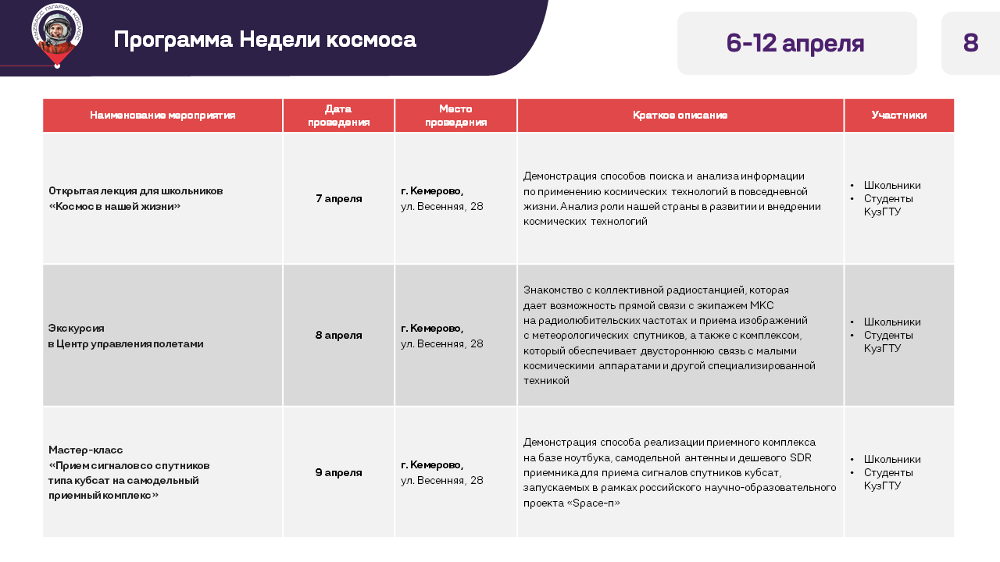 КУZБАСС ГАГАРИН КОСМОС
Программа Недели космоса
6-12 апреля
8
Наименование мероприятия
Дата
проведения
Место
проведения
Краткое описание
Участники
Открытая лекция для школьников
«Космос в нашей жизни»
7 апреля
г. Кемерово,
ул. Весенняя, 28
Демонстрация способов поиска и анализа информации
по применению космических технологий в повседневной
жизни. Анализ роли нашей страны в развитии и внедрении
космических технологий
• Школьники
• Студенты
КузГТУ
Экскурсия
в Центр управления полетами
8 апреля
г. Кемерово,
ул. Весенняя, 28
Знакомство с коллективной радиостанцией, которая
дает возможность прямой связи с экипажем МКС
на радиолюбительских частотах и приема изображений
с метеорологических спутников, а также с комплексом,
который обеспечивает двустороннюю связь с малыми
космическими аппаратами и другой специализированной
техникой
• Школьники
• Студенты
КузГТУ
Мастер-класс
«Прием сигналов со спутников
типа кубсат на самодельный
приемный комплекс»
9 апреля
г. Кемерово,
ул. Весенняя, 28
Демонстрация способа реализации приемного комплекса
на базе ноутбука, самодельной антенны и дешевого SDR
приемника для приема сигналов спутников кубсат,
запускаемых в рамках российского научно-образовательного
проекта «Space-п»
• Школьники
• Студенты
КузГТУ